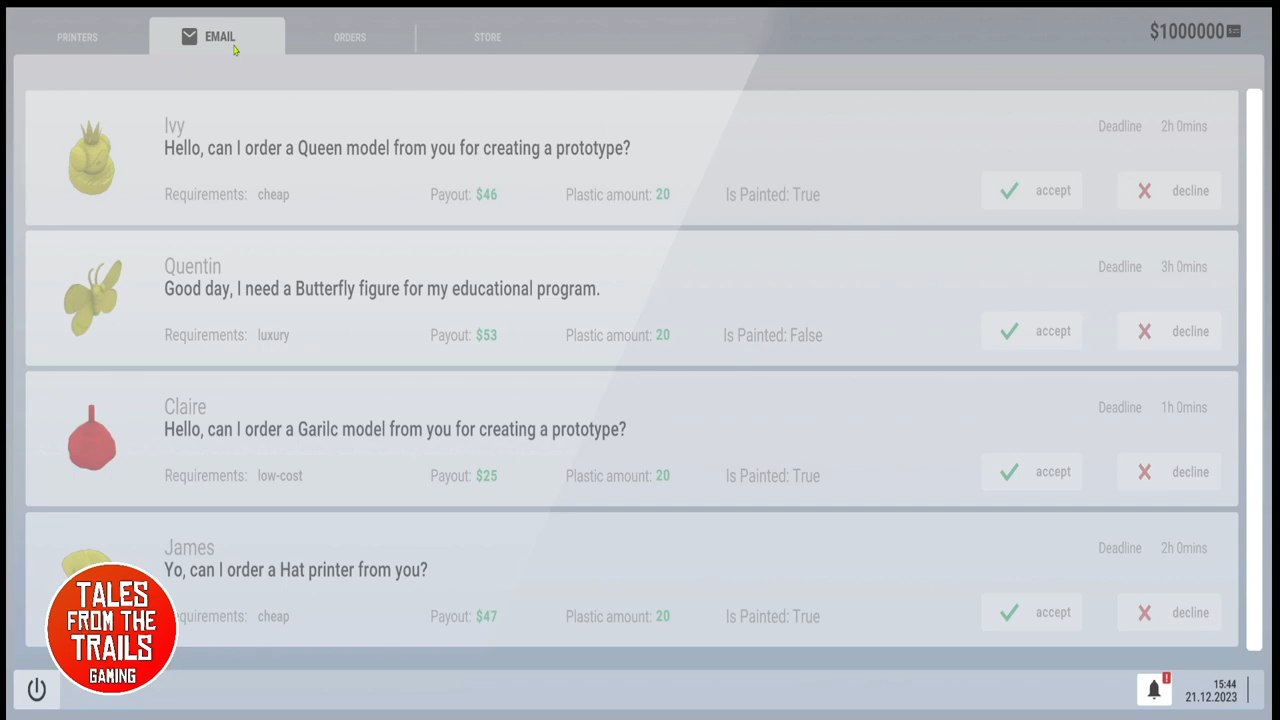 PRINTERS
EMAIL
ORDERS
STORE
$1000000
Ivy
Deadline 2h 0mins
Hello, can I order a Queen model from you for creating a prototype?
Requirements: cheap Payout: $46 Plastic amount: 20 Is Painted: True accept decline
Quentin
Deadline 3h 0mins
Good day, I need a Butterfly figure for my educational program.
Requirements: luxury Payout: $53 Plastic amount: 20 Is Painted: False accept decline
Claire
Deadline 1h 0mins
Hello, can I order a Garilc model from you for creating a prototype?
Requirements: low-cost Payout: $25 Plastic amount: 20 Is Painted: True accept decline
James
Deadline 2h 0mins
Yo, can I order a Hat printer from you?
equirements: cheap Payout: $47 Plastic amount: 20 Is Painted: True accept decline
TALES
FROM THE
TRAILS
GAMING
!
15:44
21.12.2023